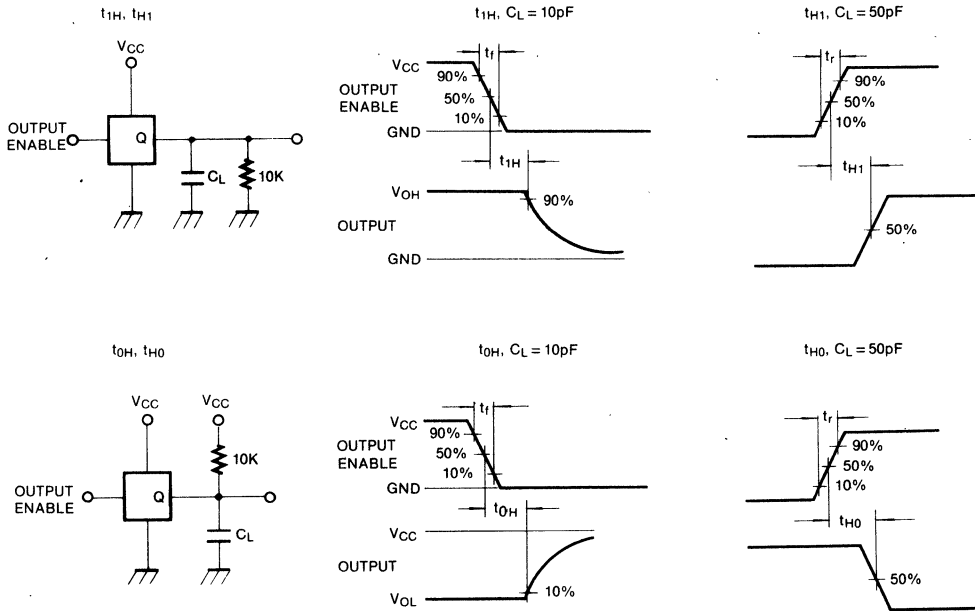 t1H, tH1
VCC
OUTPUT
ENABLE
Q
CL
10K
t1H, CL = 10pF
tf
VCC
90%
OUTPUT
50%
ENABLE
10%
GND
t1H
VOH
90%
OUTPUT
GND
tH1, CL = 50pF
tr
90%
50%
10%
tH1
50%
t0H, tH0
VCC
VCC
10K
OUTPUT
ENABLE
Q
CL
t0H, CL = 10pF
tf
VCC
90%
OUTPUT
50%
ENABLE
10%
GND
t0H
VCC
OUTPUT
10%
VOL
tH0, CL = 50pF
tr
90%
50%
10%
tH0
50%